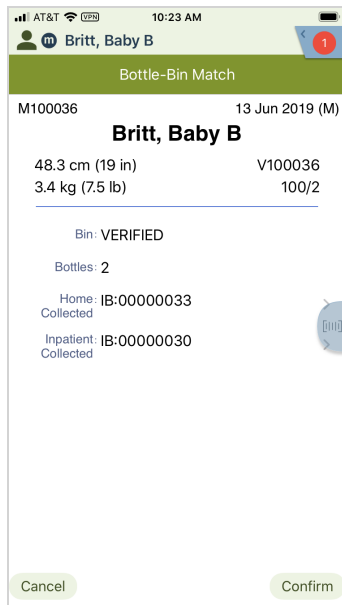 AT&T VPN 10:23 AM
m Britt, Baby B 1
Bottle-Bin Match
M100036 13 Jun 2019 (M)
Britt, Baby B
48.3 cm (19 in) V100036
3.4 kg (7.5 lb) 100/2
Bin: VERIFIED
Bottles: 2
Home: IB:00000033
Collected
Inpatient: IB:00000030
Collected
Cancel Confirm